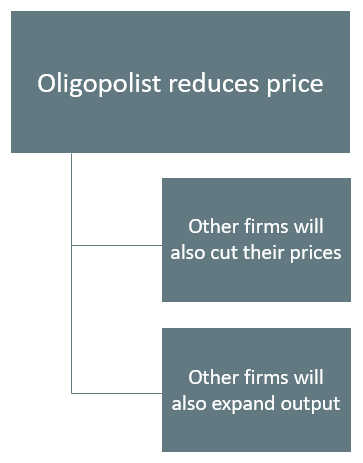 Oligopolist reduces price
Other firms will
also cut their prices
Other firms will
also expand output